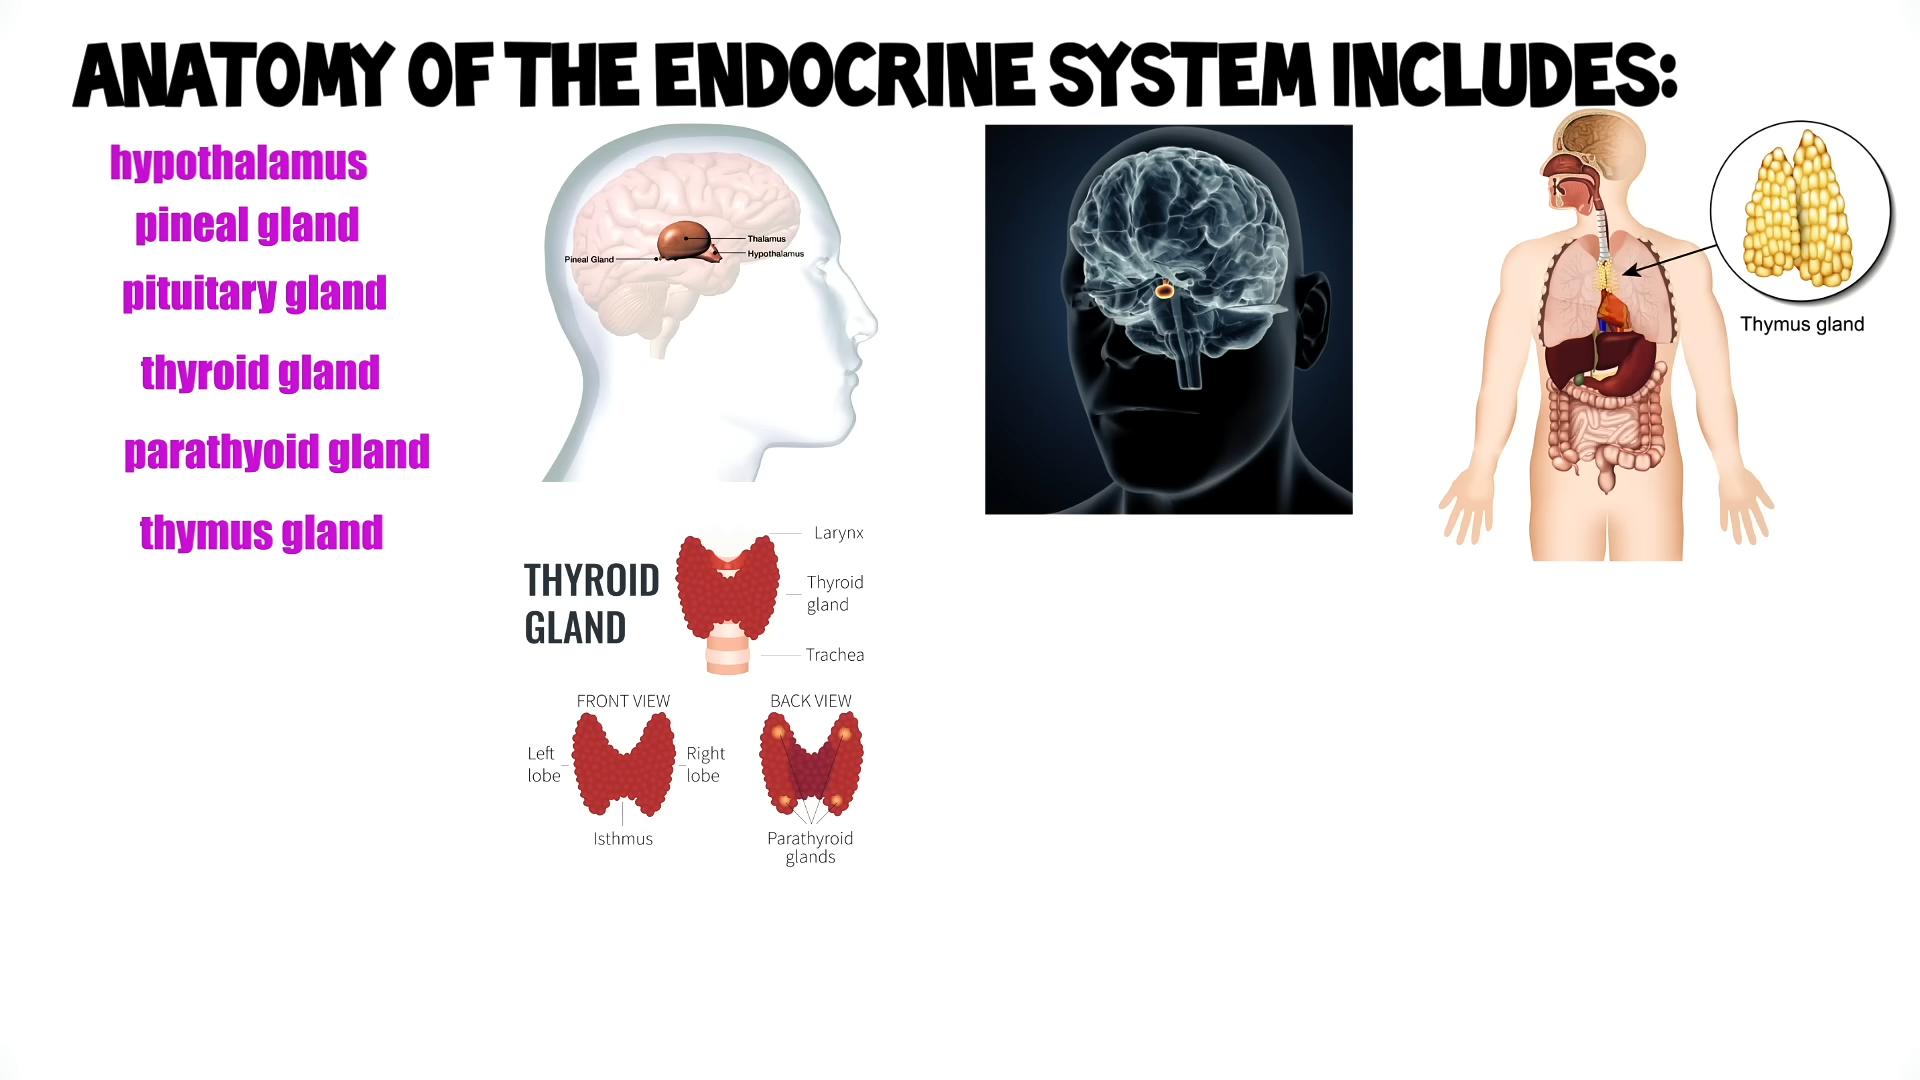 ANATOMY OF THE ENDOCRINE SYSTEM INCLUDES:
hypothalamus
pineal gland
pituitary gland
thyroid gland
parathyoid gland
thymus gland
Thalamus
Hypothalamus
Pineal Gland
Thymus gland
THYROID
GLAND
Larynx
Thyroid
gland
Trachea
FRONT VIEW
Left
lobe
Right
lobe
Isthmus
BACK VIEW
Parathyroid
glands